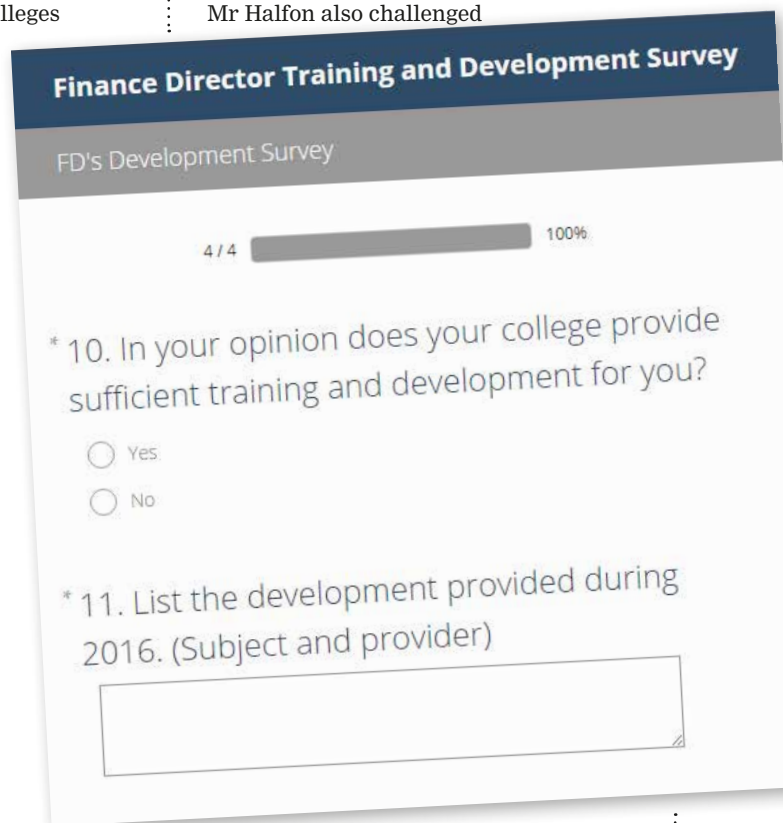 lleges
Mr Halfon also challenged
Finance Director Training and Development Survey
FD's Development Survey
4 / 4
100%
* 10. In your opinion does your college provide
sufficient training and development for you?
Yes
No
* 11. List the development provided during
2016. (Subject and provider)